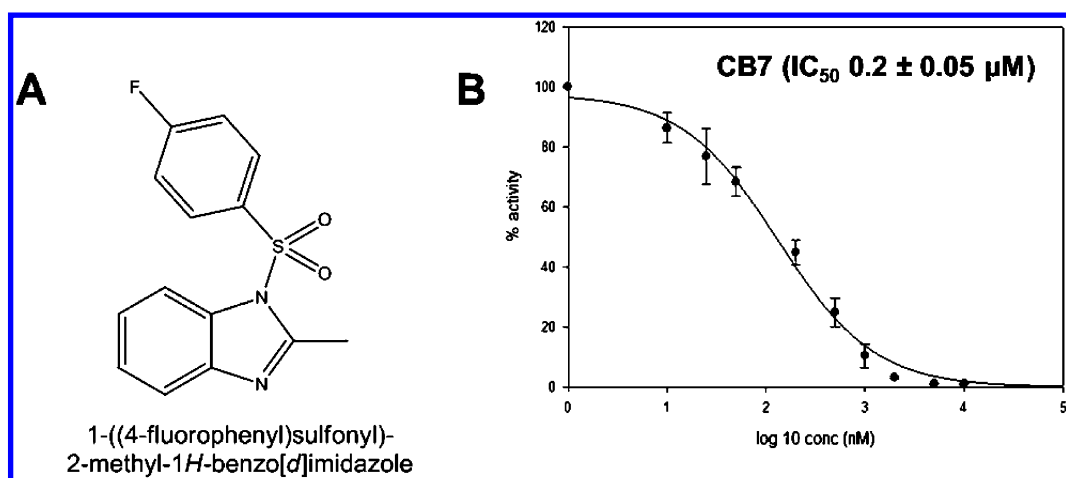 A
F
O
S
O
N
N
1-((4-fluorophenyl)sulfonyl)-
2-methyl-1H-benzo[d]imidazole
B
CB7 (IC50 0.2 ± 0.05 µM)
% activity
120
100
80
60
40
20
0
0 1 2 3 4 5
log 10 conc (nM)